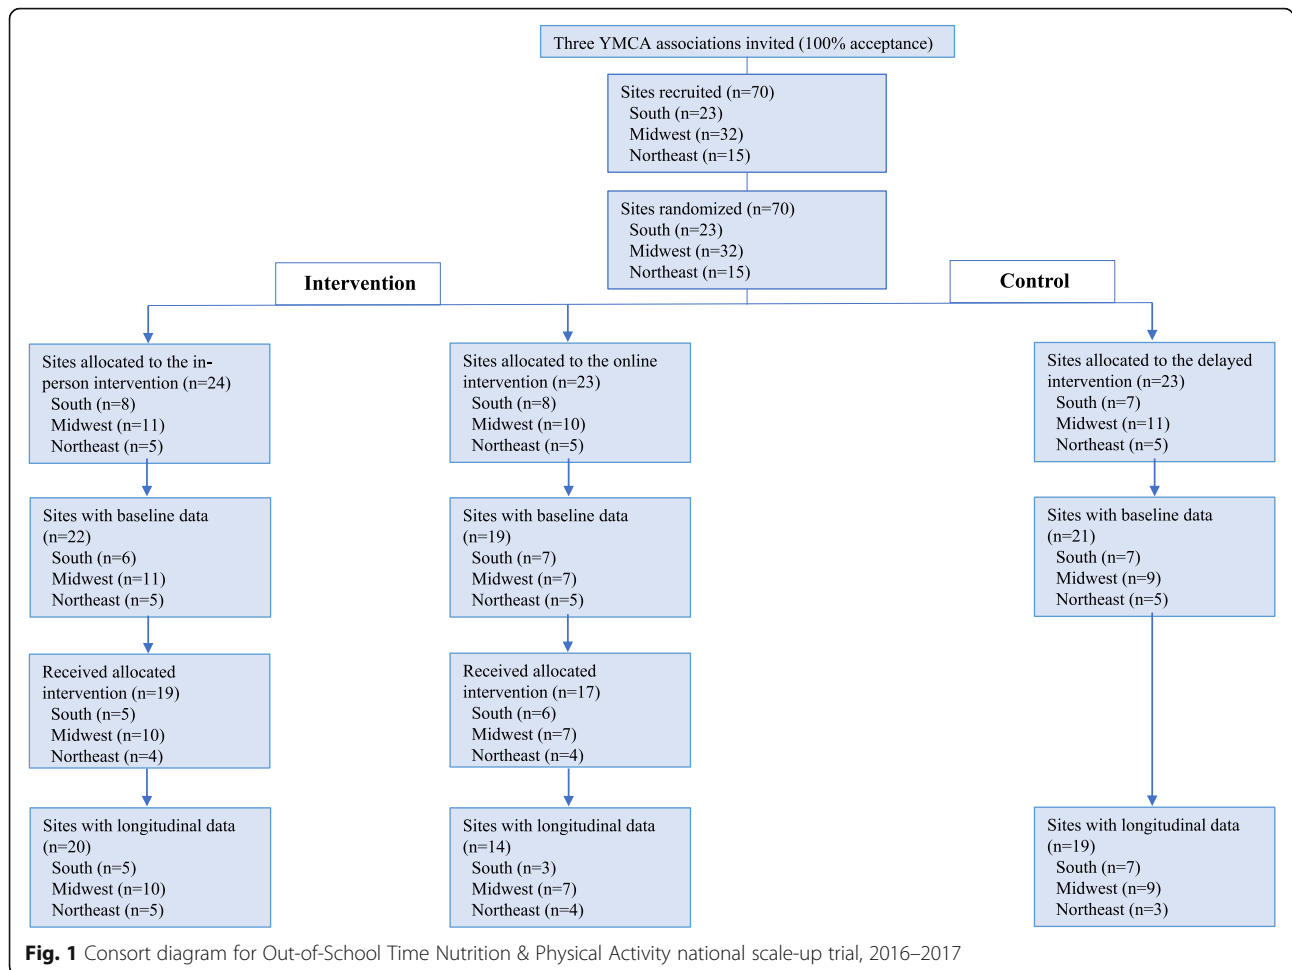 Three YMCA associations invited (100% acceptance)
Sites recruited (n=70)
South (n=23)
Midwest (n=32)
Northeast (n=15)
Sites randomized (n=70)
South (n=23)
Midwest (n=32)
Northeast (n=15)
Intervention
Control
Sites allocated to the in-
person intervention (n=24)
South (n=8)
Midwest (n=11)
Northeast (n=5)
Sites allocated to the online
intervention (n=23)
South (n=8)
Midwest (n=10)
Northeast (n=5)
Sites allocated to the delayed
intervention (n=23)
South (n=7)
Midwest (n=11)
Northeast (n=5)
Sites with baseline data
(n=22)
South (n=6)
Midwest (n=11)
Northeast (n=5)
Sites with baseline data
(n=19)
South (n=7)
Midwest (n=7)
Northeast (n=5)
Sites with baseline data
(n=21)
South (n=7)
Midwest (n=9)
Northeast (n=5)
Received allocated
intervention (n=19)
South (n=5)
Midwest (n=10)
Northeast (n=4)
Received allocated
intervention (n=17)
South (n=6)
Midwest (n=7)
Northeast (n=4)
Sites with longitudinal data
(n=20)
South (n=5)
Midwest (n=10)
Northeast (n=5)
Sites with longitudinal data
(n=14)
South (n=3)
Midwest (n=7)
Northeast (n=4)
Sites with longitudinal data
(n=19)
South (n=7)
Midwest (n=9)
Northeast (n=3)
Fig. 1 Consort diagram for Out-of-School Time Nutrition & Physical Activity national scale-up trial, 2016–2017